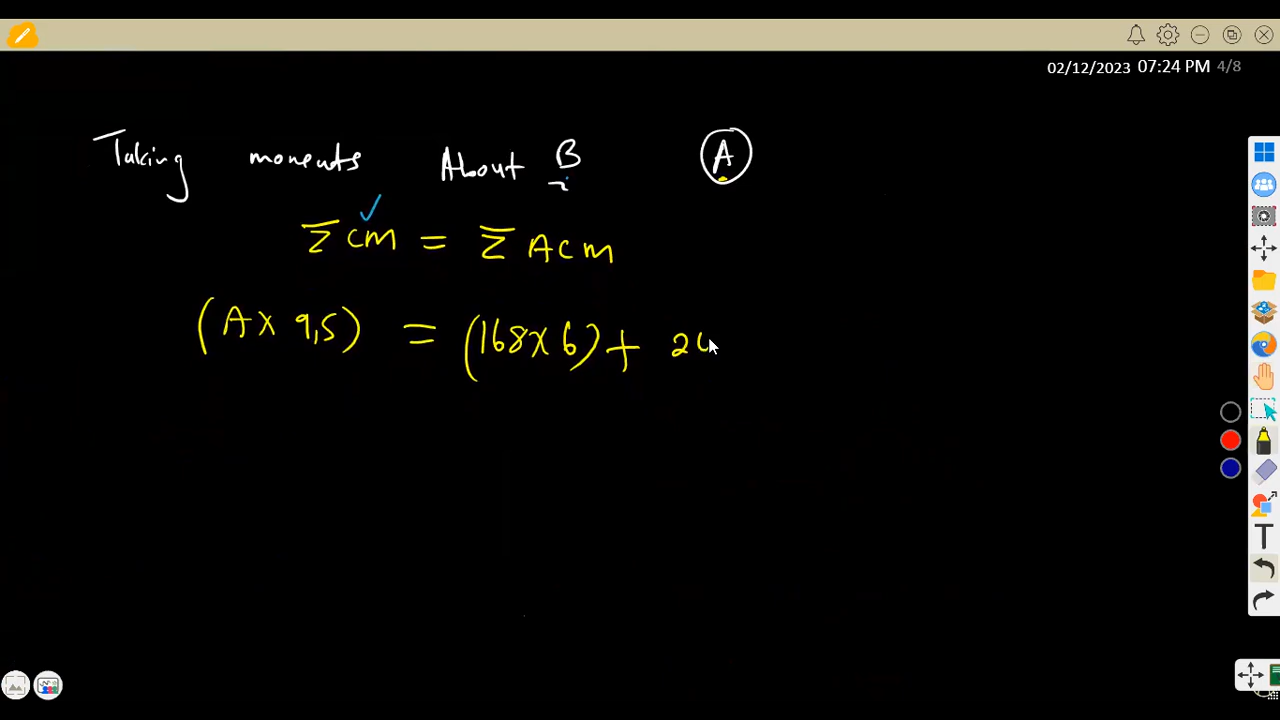 02/12/2023 07:24 PM 4/8
Taking moments About B A
Σ cm = Σ Acm
(A x 9,5) = (168 x 6) + 2
T